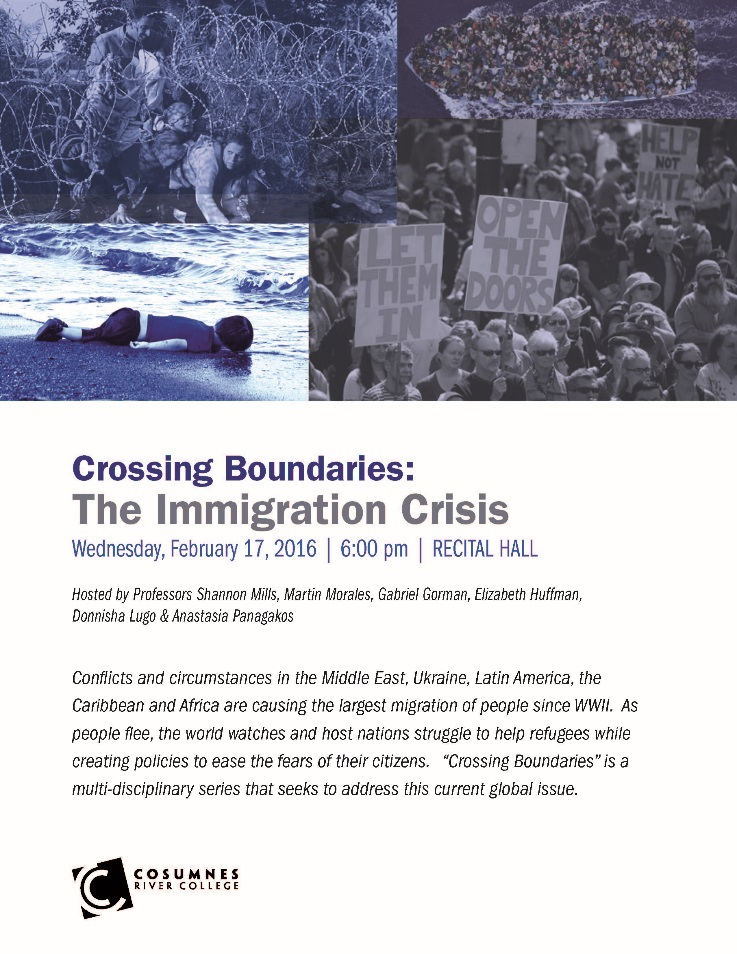 HELP
NOT
HATE
OPEN
THE
DOORS
LET
THEM
IN
Crossing Boundaries:
The Immigration Crisis
Wednesday, February 17, 2016 | 6:00 pm | RECITAL HALL
Hosted by Professors Shannon Mills, Martin Morales, Gabriel Gorman, Elizabeth Huffman,
Donnisha Lugo & Anastasia Panagakos
Conflicts and circumstances in the Middle East, Ukraine, Latin America, the
Caribbean and Africa are causing the largest migration of people since WWII.  As
people flee, the world watches and host nations struggle to help refugees while
creating policies to ease the fears of their citizens.   “Crossing Boundaries” is a
multi-disciplinary series that seeks to address this current global issue.
COSUMNES
RIVER COLLEGE